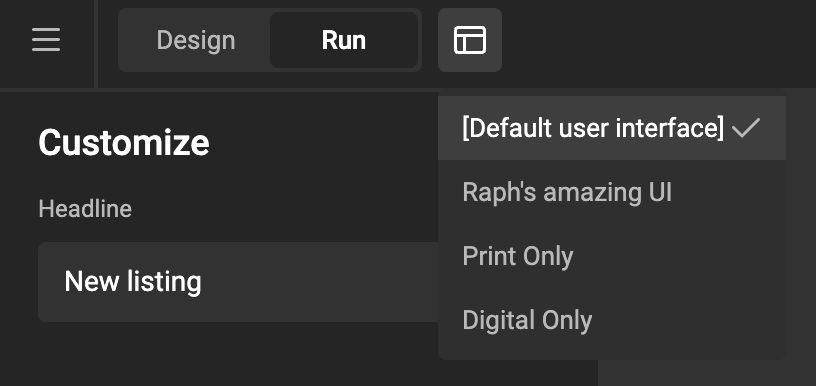 Design
Run
[Default user interface]
Customize
Raph's amazing UI
Headline
Print Only
New listing
Digital Only